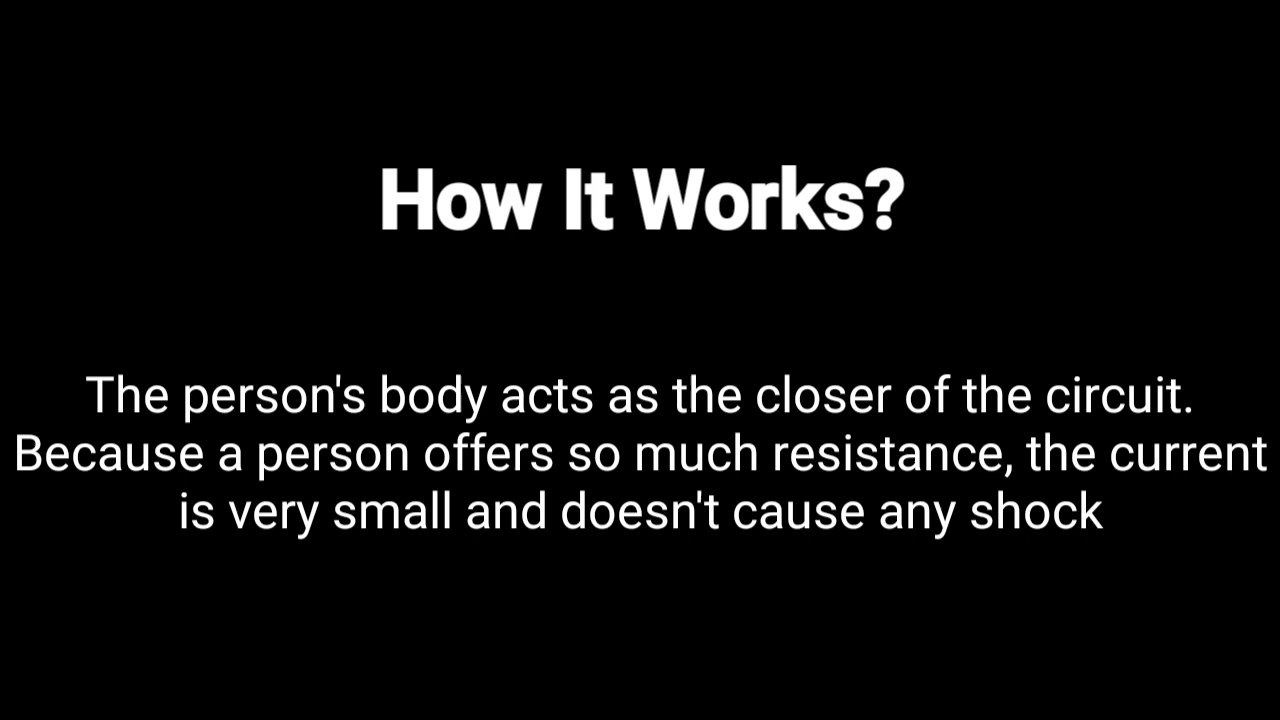 How It Works?
The person's body acts as the closer of the circuit.
Because a person offers so much resistance, the current
is very small and doesn't cause any shock